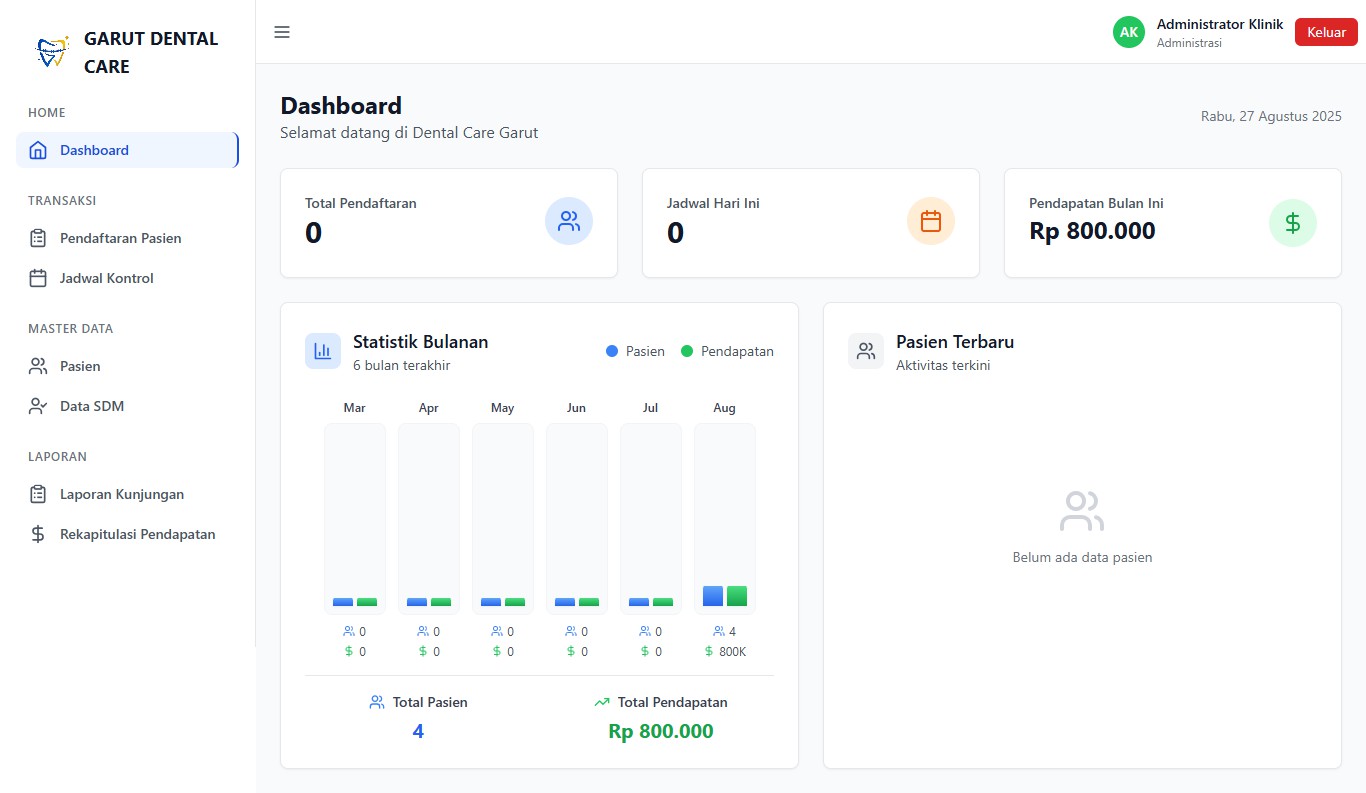 GARUT DENTAL
CARE
HOME
Dashboard
TRANSAKSI
Pendaftaran Pasien
Jadwal Kontrol
MASTER DATA
Pasien
Data SDM
LAPORAN
Laporan Kunjungan
Rekapitulasi Pendapatan
AK
Administrator Klinik
Administrasi
Keluar
Dashboard
Selamat datang di Dental Care Garut
Rabu, 27 Agustus 2025
Total Pendaftaran
0
Jadwal Hari Ini
0
Pendapatan Bulan Ini
Rp 800.000
Statistik Bulanan
6 bulan terakhir
Pasien Pendapatan
Mar Apr May Jun Jul Aug
0 0 0 0 0 4
0 0 0 0 0 800K
Total Pasien
4
Total Pendapatan
Rp 800.000
Pasien Terbaru
Aktivitas terkini
Belum ada data pasien